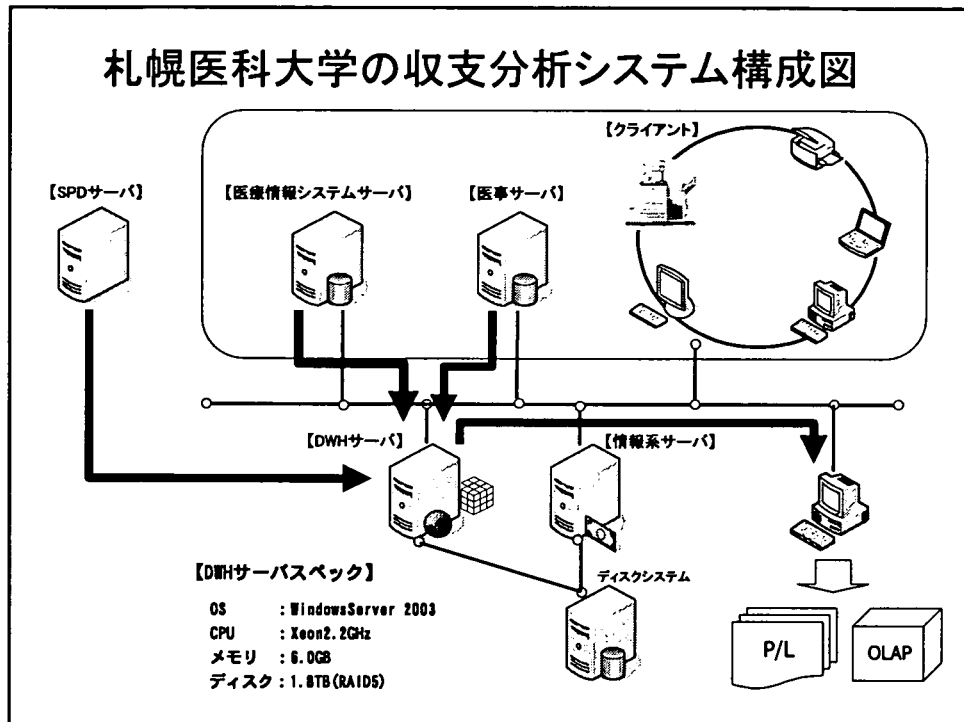 札幌医科大学の収支分析システム構成図
【クライアント】
【SPDサーバ】
【医療情報システムサーバ】
【医事サーバ】
【DWHサーバ】
【情報系サーバ】
【DWHサーバスペック】
OS :WindowsServer 2003
CPU :Xeon2.2GHz
メモリ :6.0GB
ディスク:1.8TB(RAID5)
ディスクシステム
P/L
OLAP